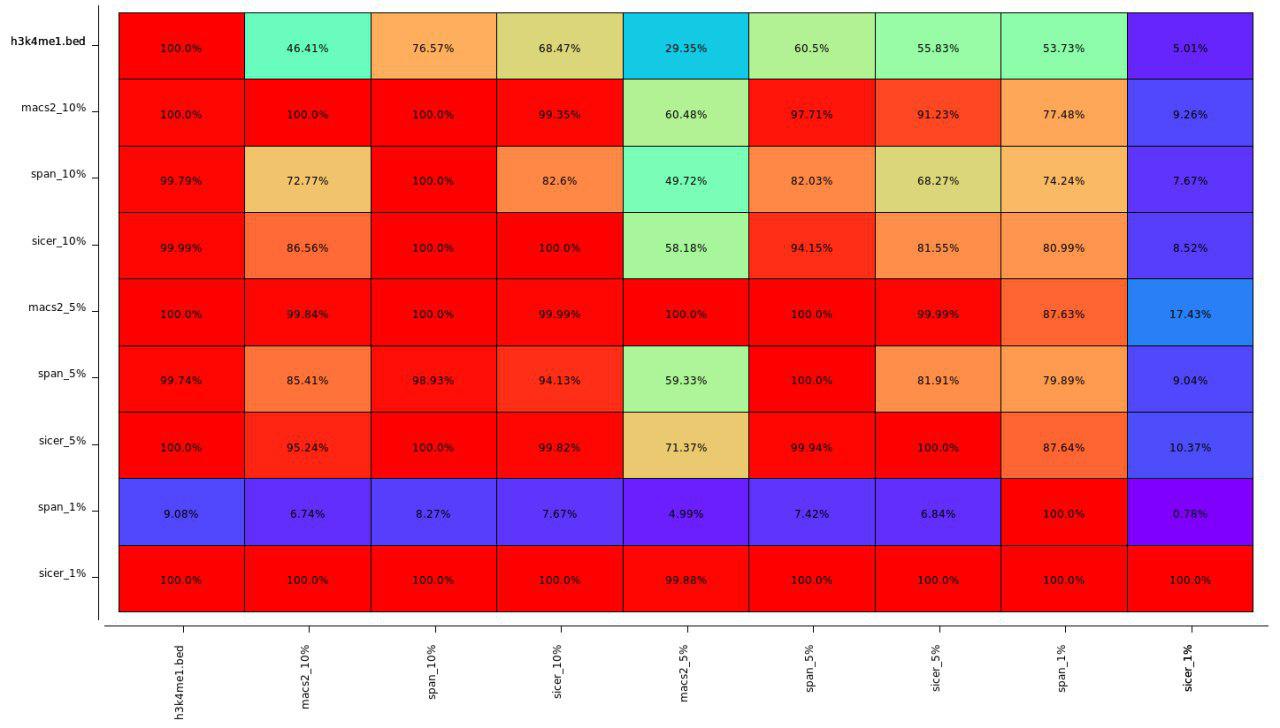 h3k4me1.bed 100.0% 46.41% 76.57% 68.47% 29.35% 60.5% 55.83% 53.73% 5.01%
macs2_10% 100.0% 100.0% 100.0% 99.35% 60.48% 97.71% 91.23% 77.48% 9.26%
span_10% 99.79% 72.77% 100.0% 82.6% 49.72% 82.03% 68.27% 74.24% 7.67%
sicer_10% 99.99% 86.56% 100.0% 100.0% 58.18% 94.15% 81.55% 80.99% 8.52%
macs2_5% 100.0% 99.84% 100.0% 99.99% 100.0% 100.0% 99.99% 87.63% 17.43%
span_5% 99.74% 85.41% 98.93% 94.13% 59.33% 100.0% 81.91% 79.89% 9.04%
sicer_5% 100.0% 95.24% 100.0% 99.82% 71.37% 99.94% 100.0% 87.64% 10.37%
span_1% 9.08% 6.74% 8.27% 7.67% 4.99% 7.42% 6.84% 100.0% 0.78%
sicer_1% 100.0% 100.0% 100.0% 100.0% 99.88% 100.0% 100.0% 100.0% 100.0%
h3k4me1.bed macs2_10% span_10% sicer_10% macs2_5% span_5% sicer_5% span_1% sicer_1%